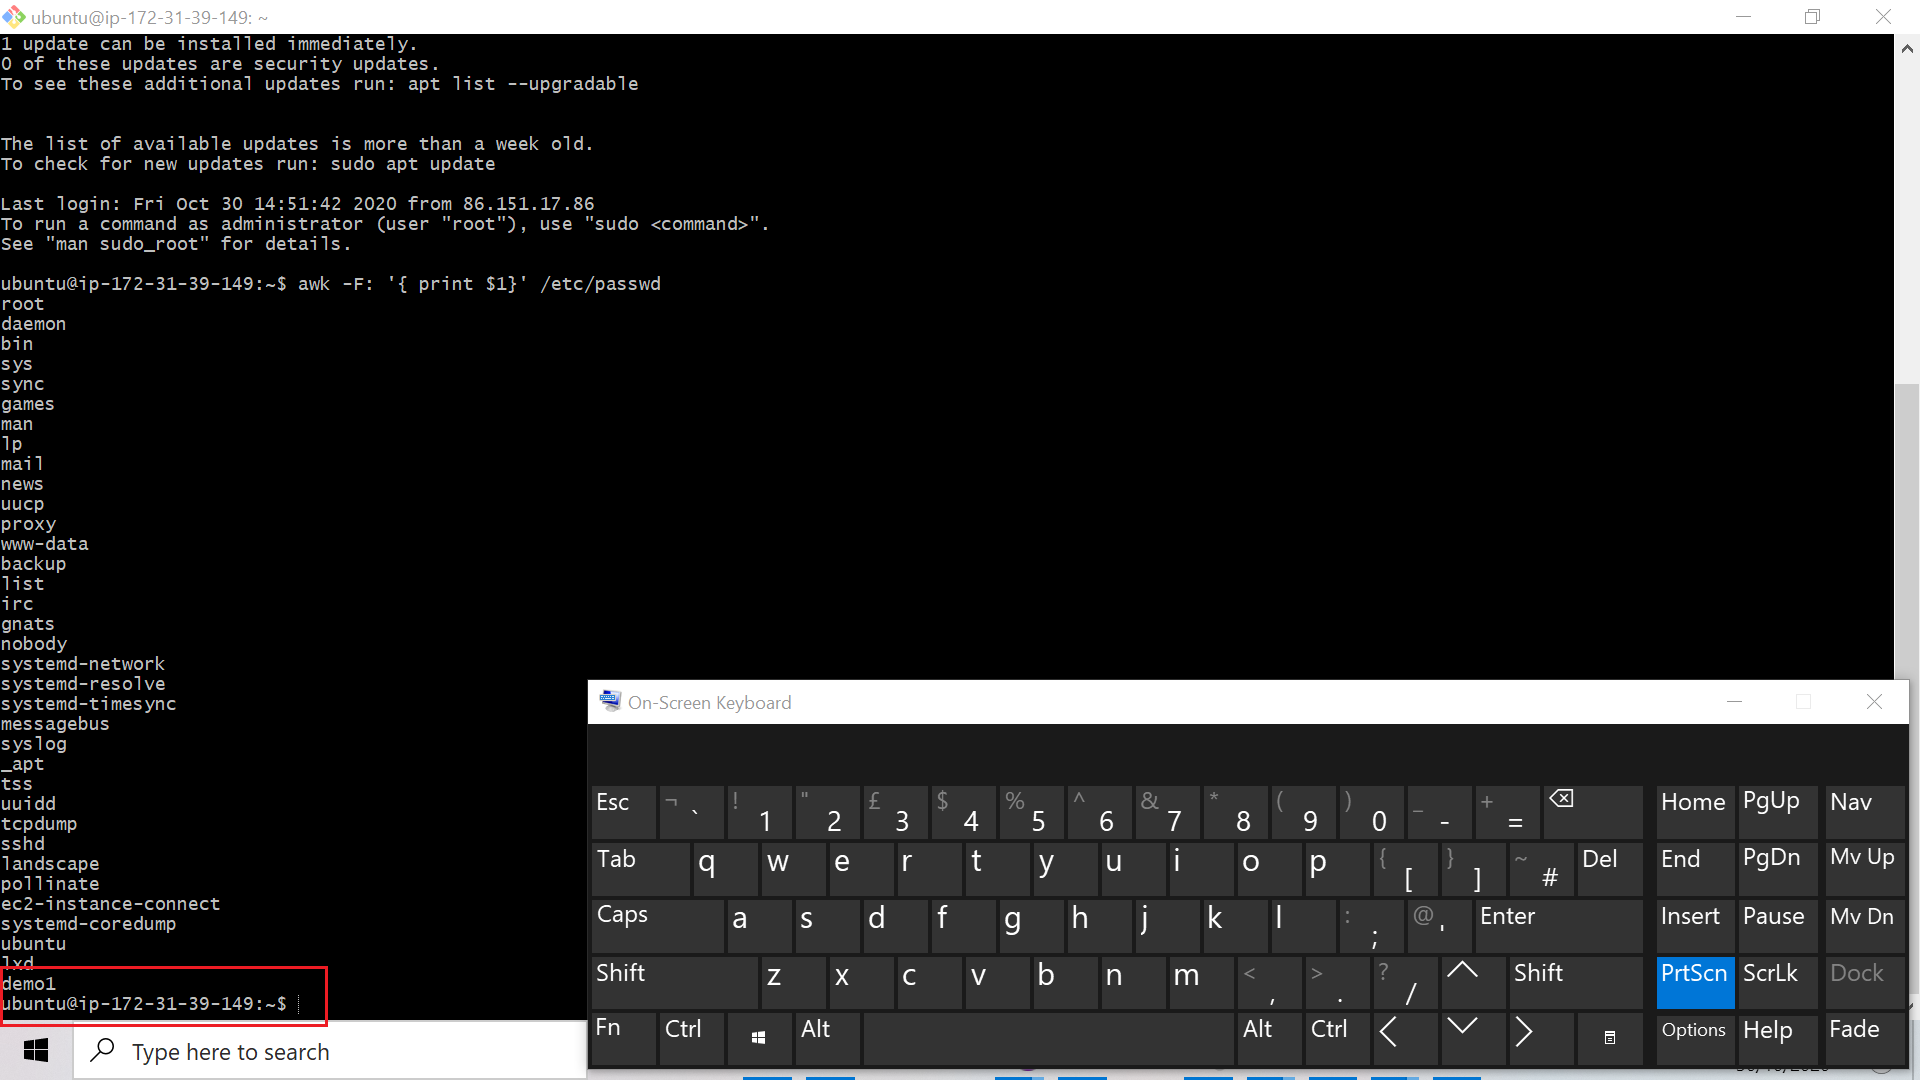 ubuntu@ip-172-31-39-149: ~
1 update can be installed immediately.
0 of these updates are security updates.
To see these additional updates run: apt list --upgradable
The list of available updates is more than a week old.
To check for new updates run: sudo apt update
Last login: Fri Oct 30 14:51:42 2020 from 86.151.17.86
To run a command as administrator (user "root"), use "sudo <command>".
See "man sudo_root" for details.
ubuntu@ip-172-31-39-149:~$ awk -F: '{ print $1}' /etc/passwd
root
daemon
bin
sys
sync
games
man
lp
mail
news
uucp
proxy
www-data
backup
list
irc
gnats
nobody
systemd-network
systemd-resolve
systemd-timesync
messagebus
syslog
_apt
tss
uuidd
tcpdump
sshd
landscape
pollinate
ec2-instance-connect
systemd-coredump
ubuntu
lxd
demo1
ubuntu@ip-172-31-39-149:~$
On-Screen Keyboard
Esc ¬ ` ! 1 " 2 £ 3 $ 4 % 5 ^ 6 & 7 * 8 ( 9 ) 0 _ - + = Home PgUp Nav
Tab q w e r t y u i o p { [ } ] ~ # Del End PgDn Mv Up
Caps a s d f g h j k l : ; @ ' Enter Insert Pause Mv Dn
Shift z x c v b n m < , > . ? / Shift PrtScn ScrLk Dock
Fn Ctrl Alt Alt Ctrl Options Help Fade
Type here to search